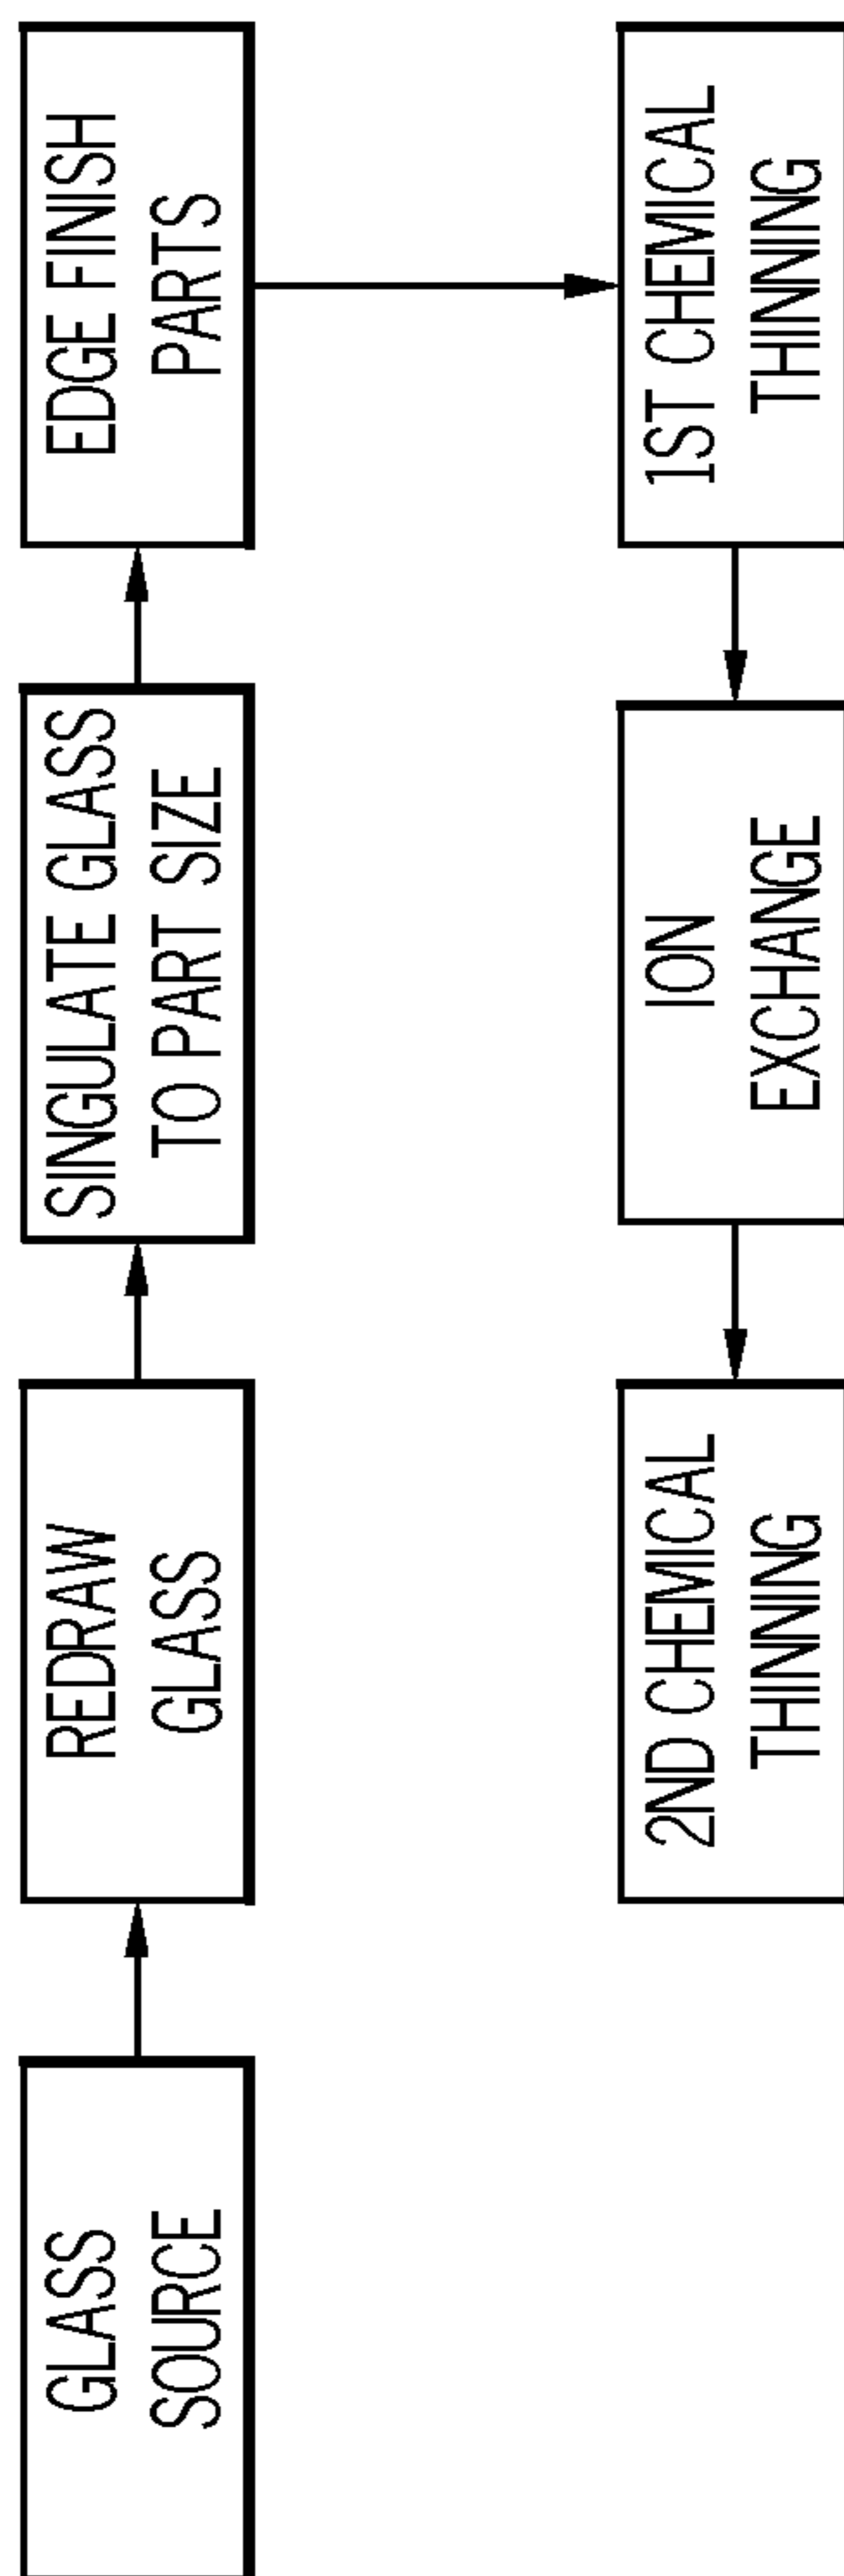 GLASS
SOURCE
REDRAW
GLASS
SINGULATE GLASS
TO PART SIZE
EDGE FINISH
PARTS
1ST CHEMICAL
THINNING
ION
EXCHANGE
2ND CHEMICAL
THINNING